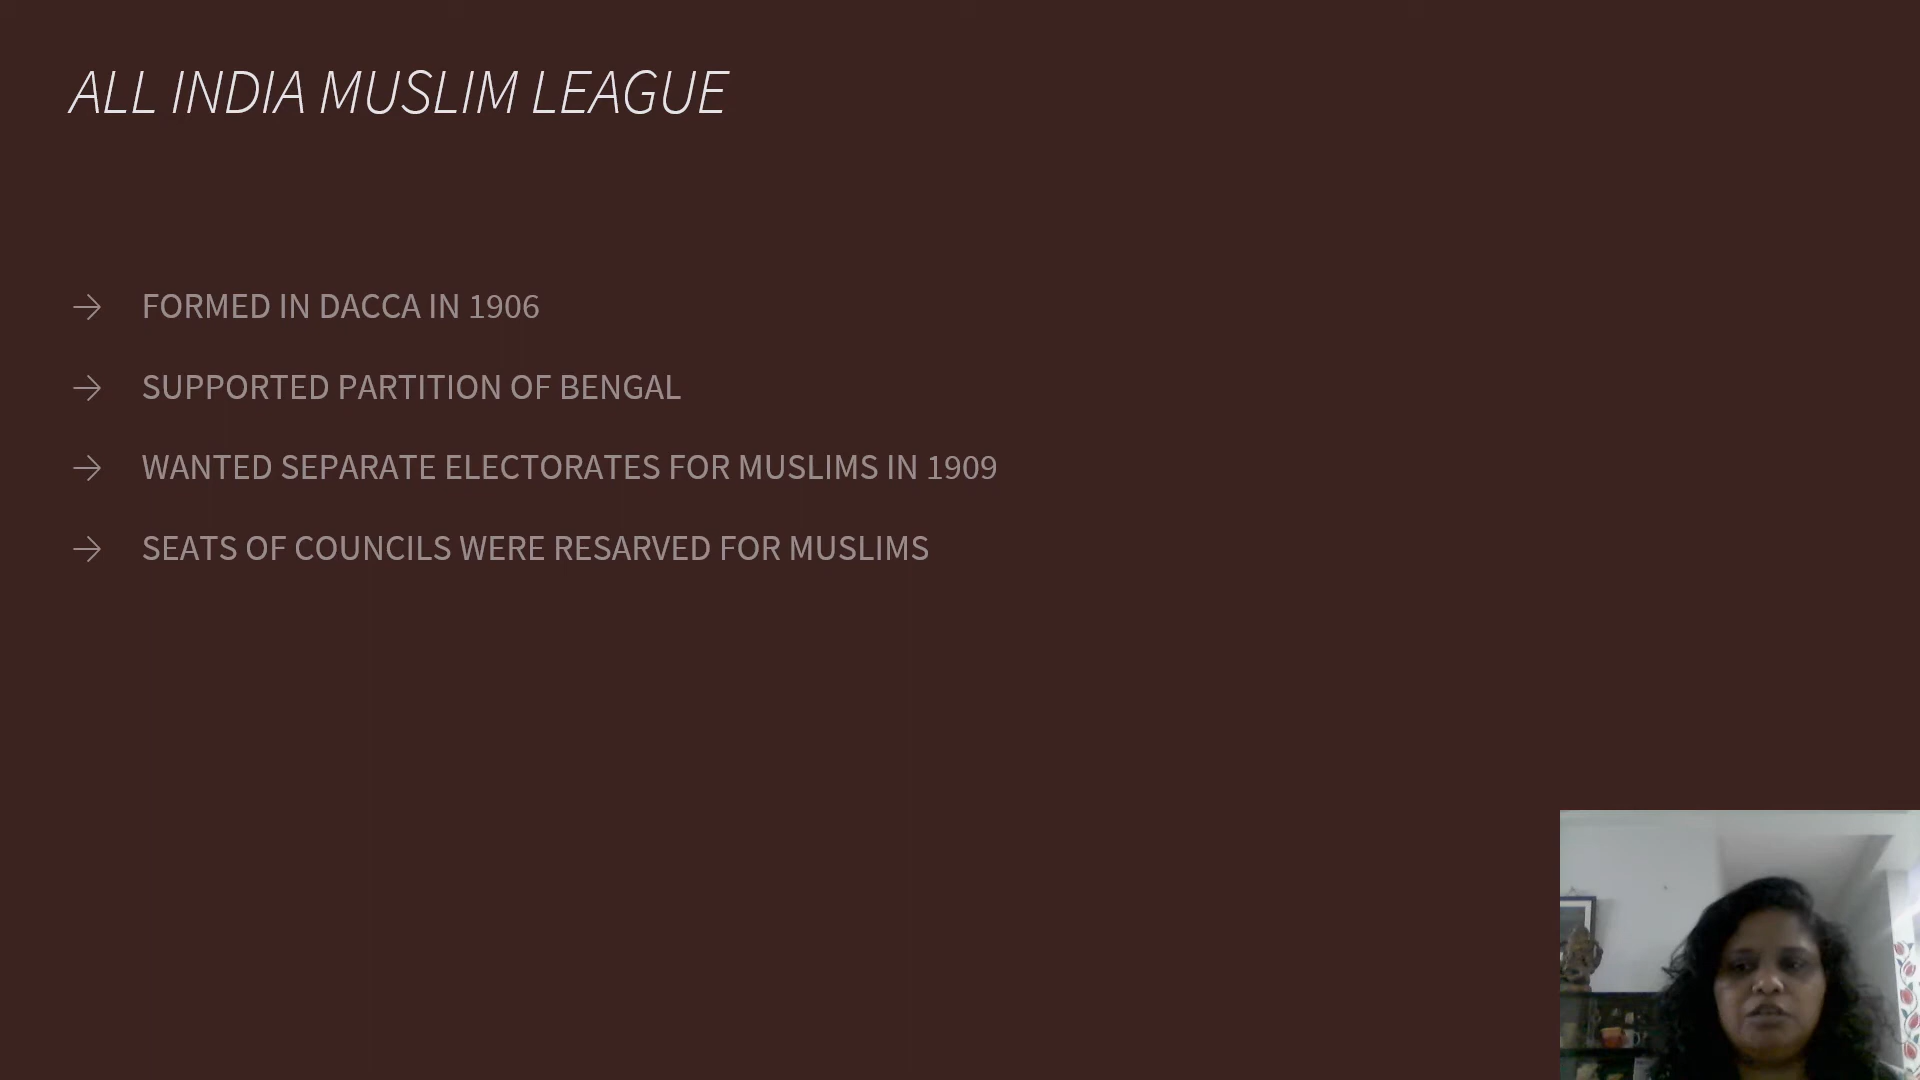 ALL INDIA MUSLIM LEAGUE
→ FORMED IN DACCA IN 1906
→ SUPPORTED PARTITION OF BENGAL
→ WANTED SEPARATE ELECTORATES FOR MUSLIMS IN 1909
→ SEATS OF COUNCILS WERE RESARVED FOR MUSLIMS